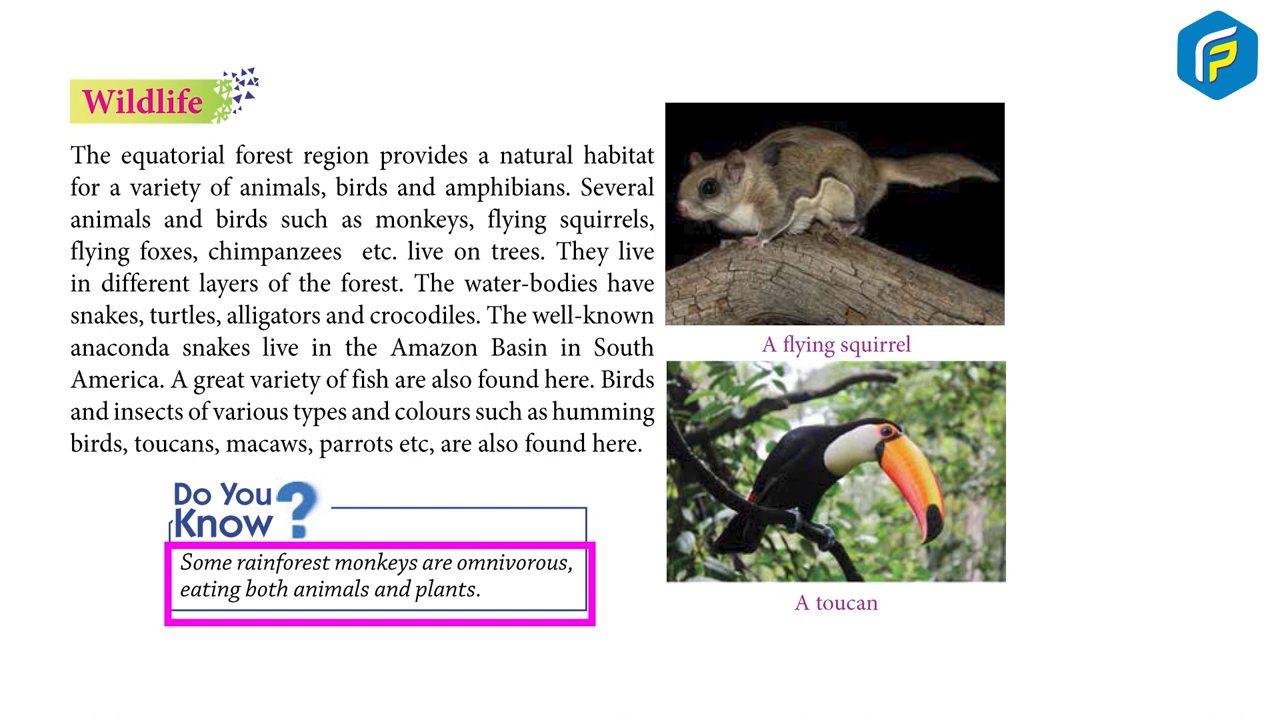 Wildlife
The equatorial forest region provides a natural habitat
for a variety of animals, birds and amphibians. Several
animals and birds such as monkeys, flying squirrels,
flying foxes, chimpanzees etc. live on trees. They live
in different layers of the forest. The water-bodies have
snakes, turtles, alligators and crocodiles. The well-known
anaconda snakes live in the Amazon Basin in South
America. A great variety of fish are also found here. Birds
and insects of various types and colours such as humming
birds, toucans, macaws, parrots etc, are also found here.
Do You
Know ?
Some rainforest monkeys are omnivorous,
eating both animals and plants.
A flying squirrel
A toucan